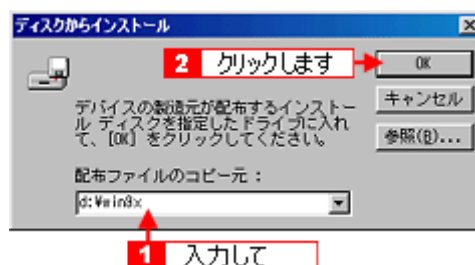 ディスクからインストール
2 クリックします
OK
デバイスの製造元が配布するインストー
ル ディスクを指定したドライブに入れ
て、[OK] をクリックしてください。
キャンセル
参照(B)...
配布ファイルのコピー元：
d:¥win9x
1 入力して